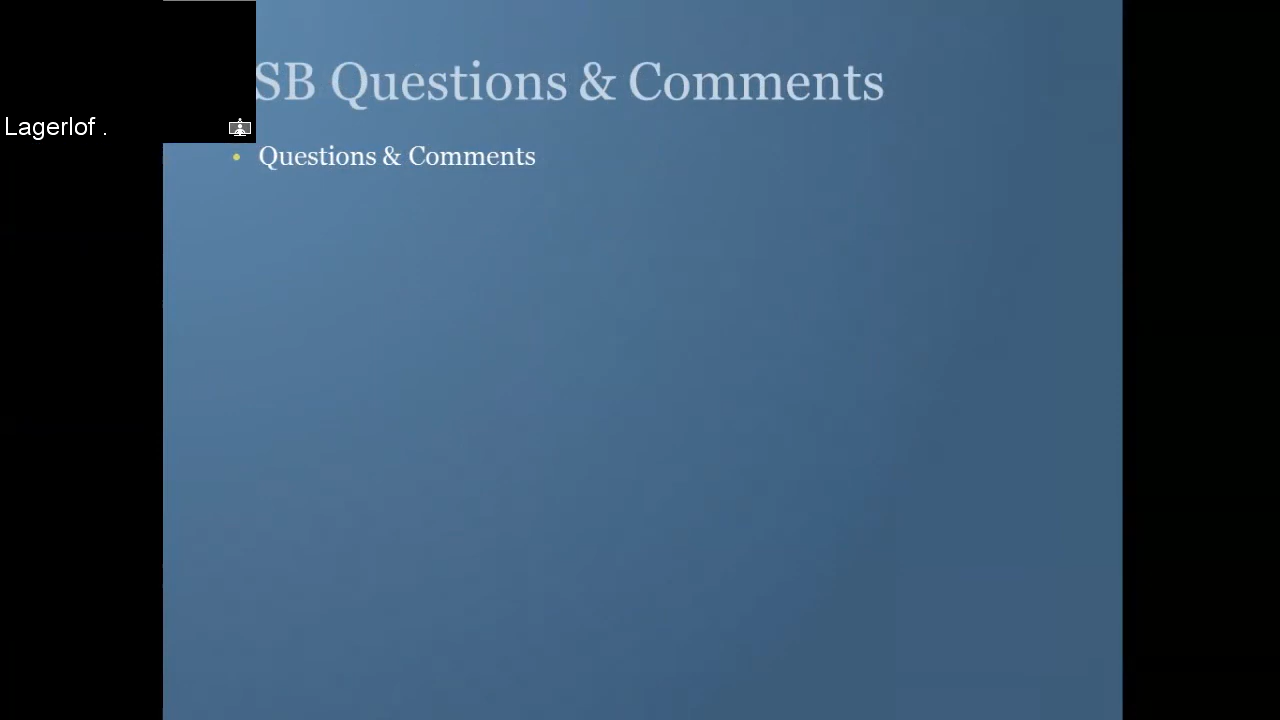 SB Questions & Comments
Lagerlof .
• Questions & Comments